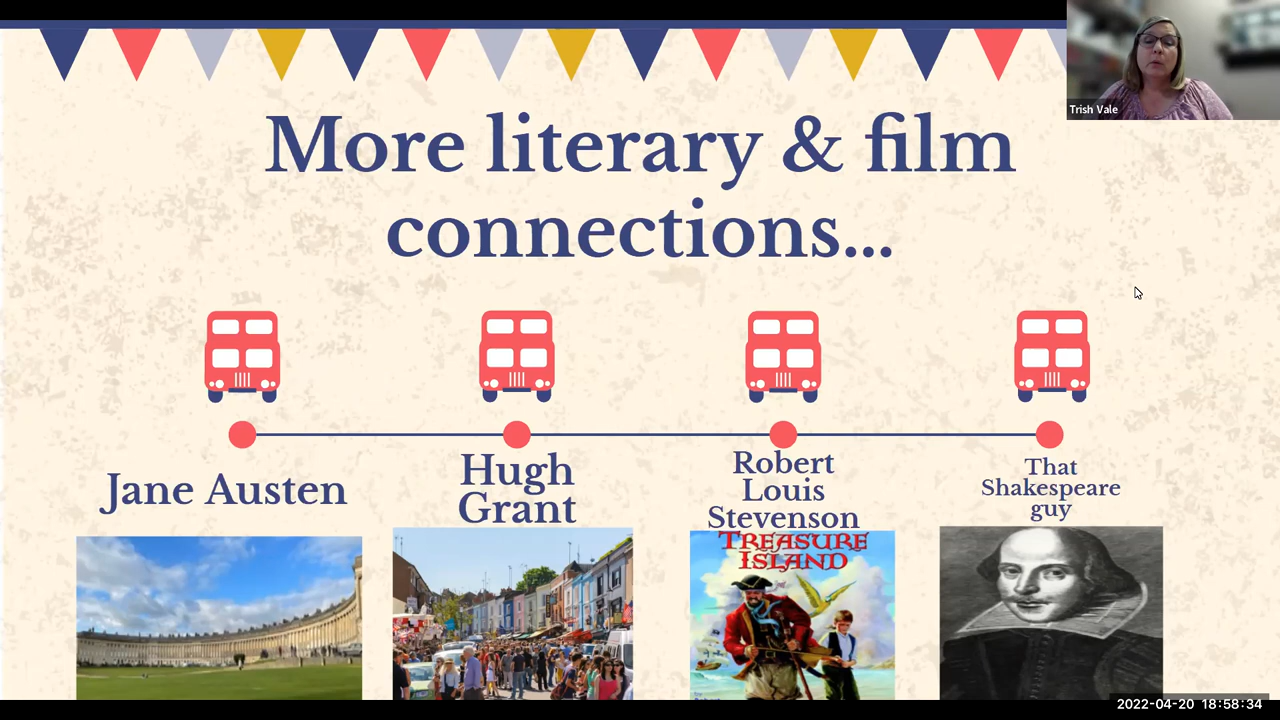 Trish Vale
More literary & film
connections...
Jane Austen
Hugh
Grant
Robert
Louis
Stevenson
That
Shakespeare
guy
TREASURE
ISLAND
2022-04-20 18:58:34